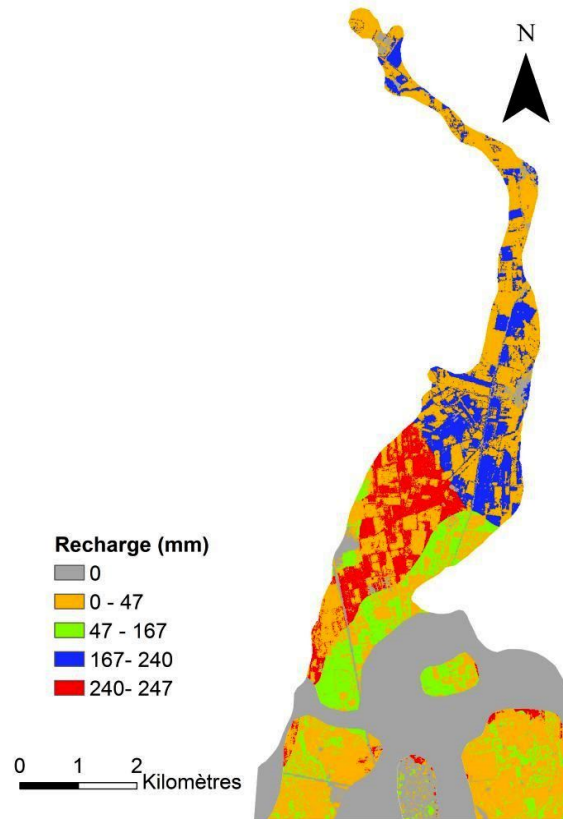 N
Recharge (mm)
0
0 - 47
47 - 167
167- 240
240- 247
0 1 2
Kilomètres